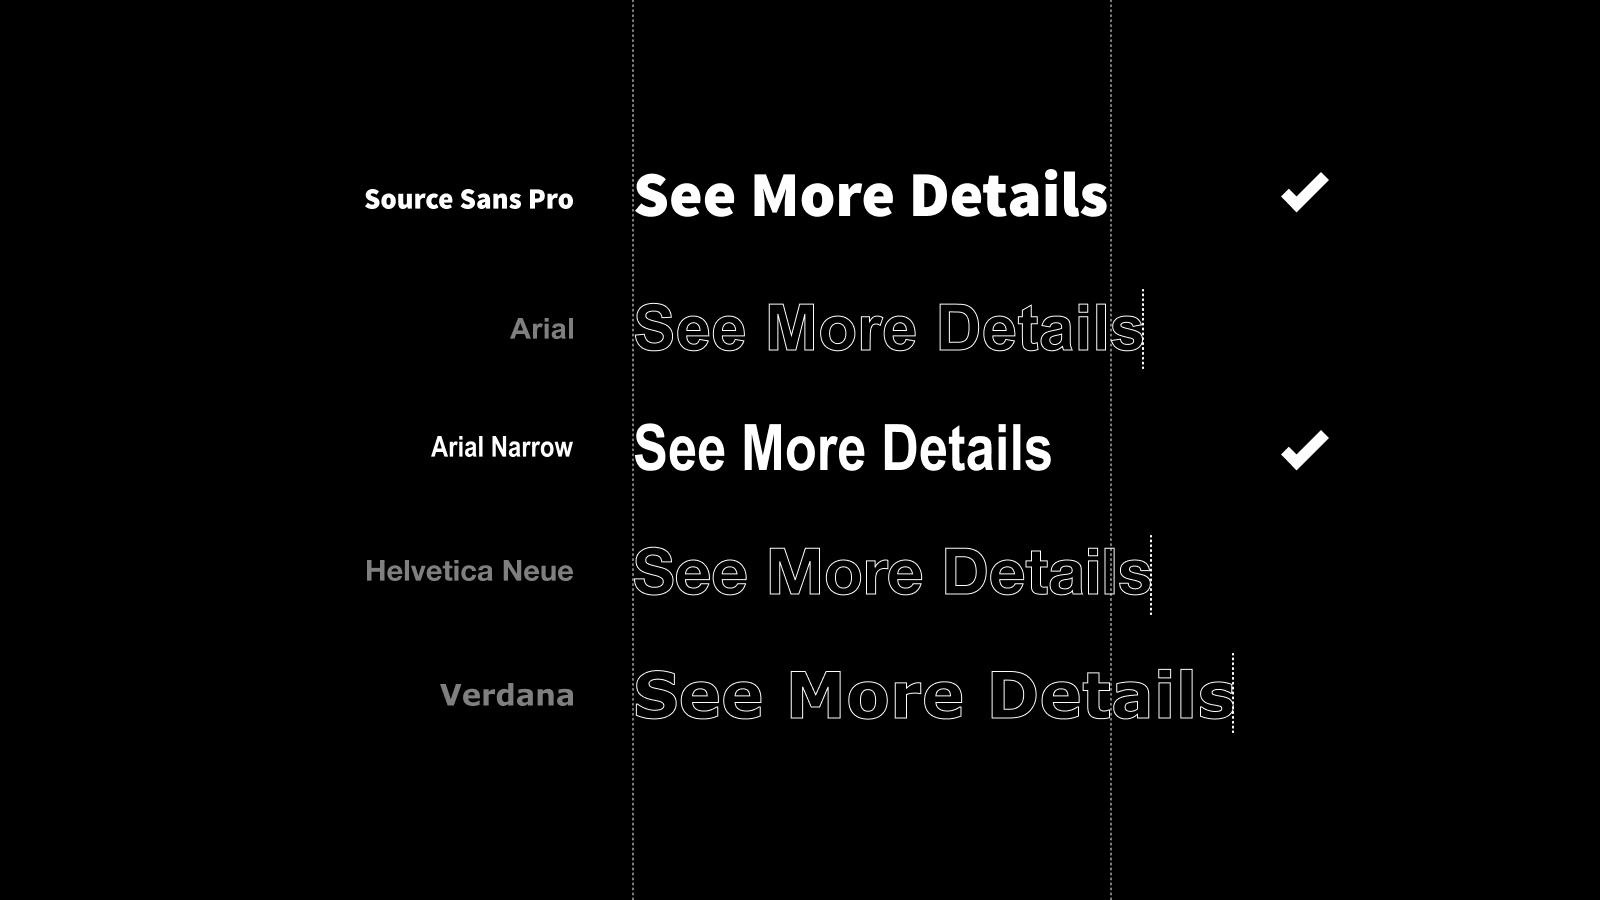 Source Sans Pro See More Details
Arial See More Details
Arial Narrow See More Details
Helvetica Neue See More Details
Verdana See More Details